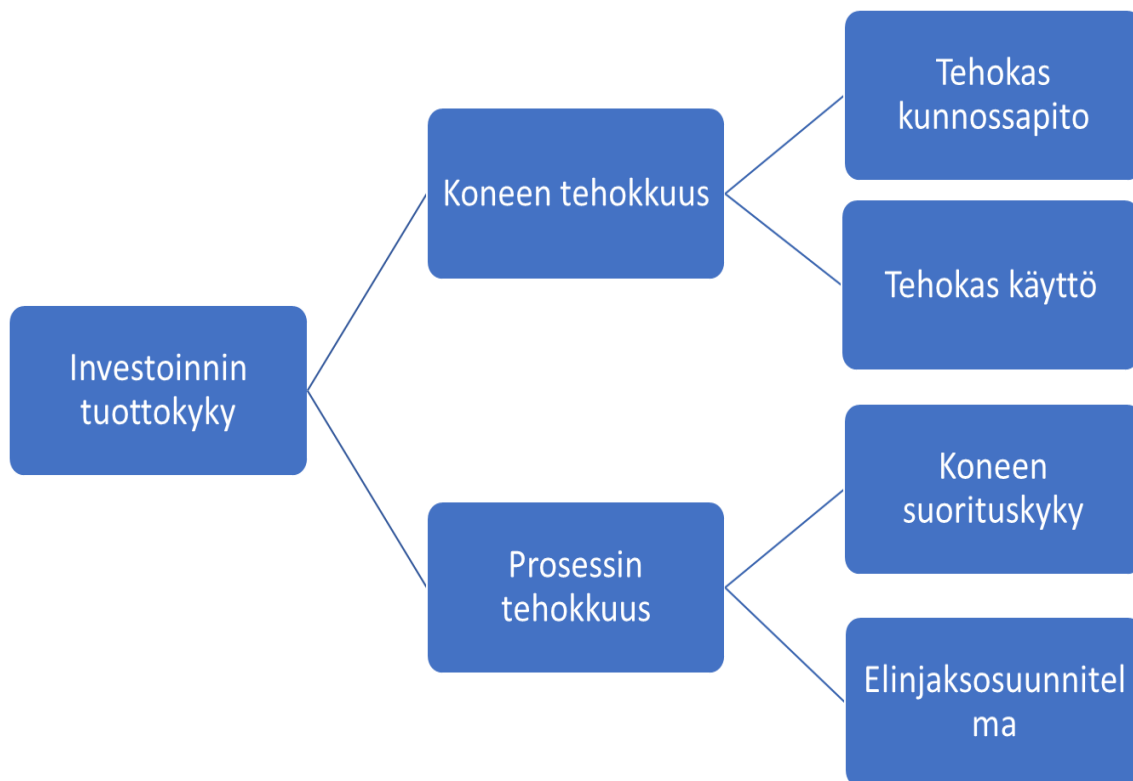 Investoinnin
tuottokyky
Koneen tehokkuus
Tehokas
kunnossapito
Tehokas käyttö
Prosessin
tehokkuus
Koneen
suorituskyky
Elinjaksosuunnitel
ma